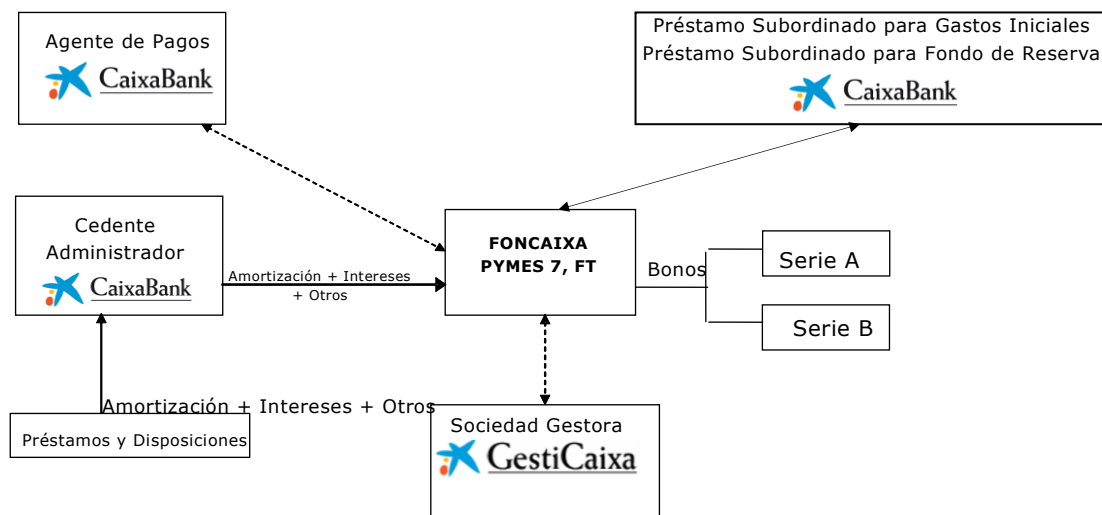 Agente de Pagos
CaixaBank
Préstamo Subordinado para Gastos Iniciales
Préstamo Subordinado para Fondo de Reserva
CaixaBank
Cedente
Administrador
CaixaBank
Amortización + Intereses
+ Otros
FONCAIXA
PYMES 7, FT
Bonos
Serie A
Serie B
Amortización + Intereses + Otros
Préstamos y Disposiciones
Sociedad Gestora
GestiCaixa